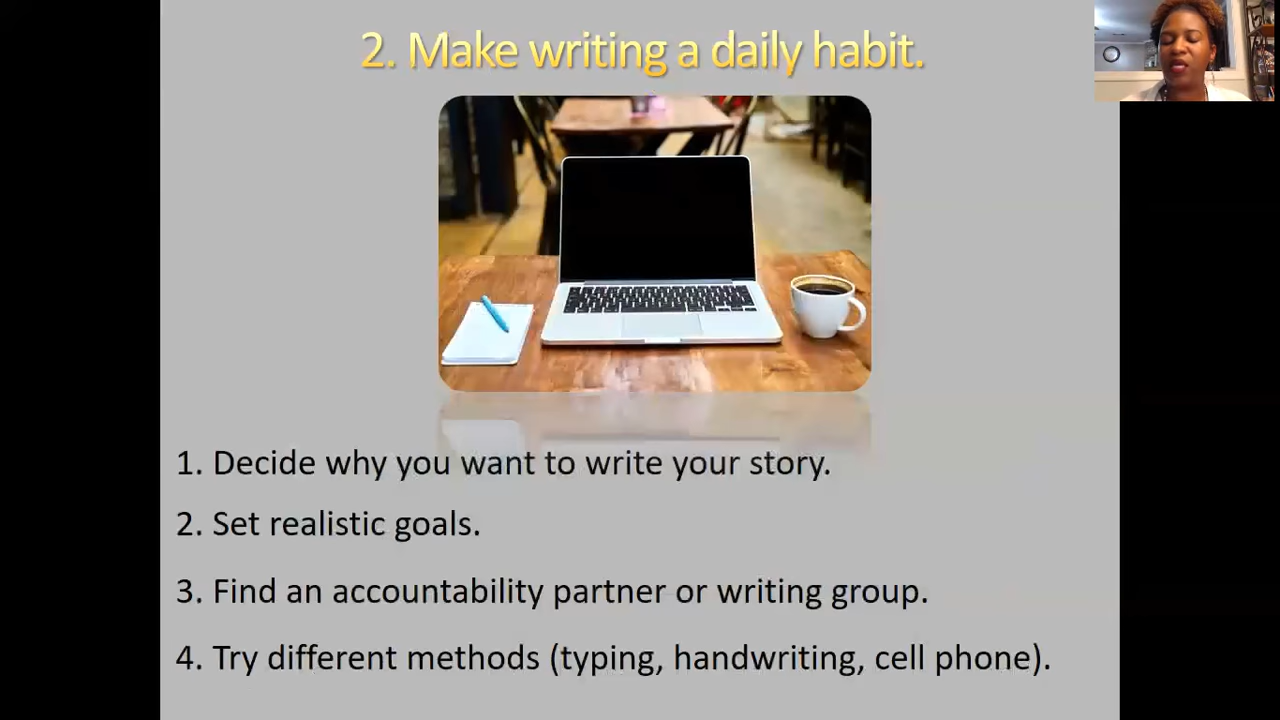 2. Make writing a daily habit.
1. Decide why you want to write your story.
2. Set realistic goals.
3. Find an accountability partner or writing group.
4. Try different methods (typing, handwriting, cell phone).